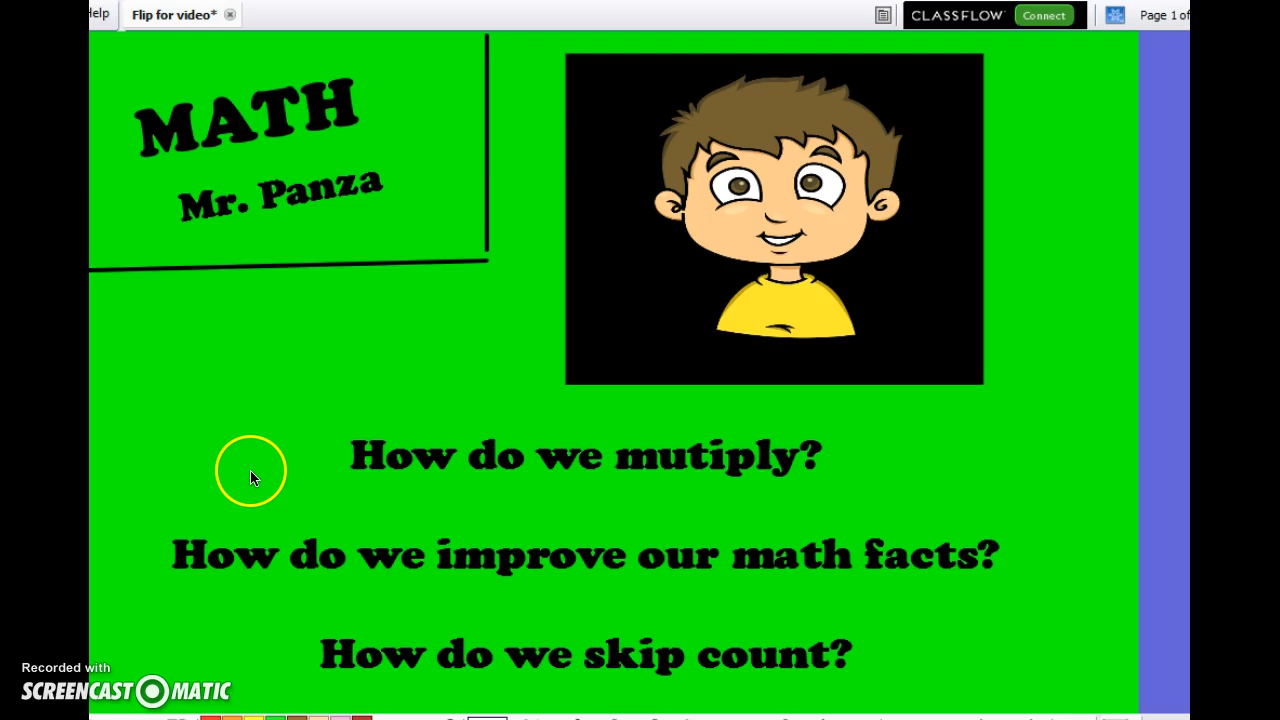 Help
Flip for video*
CLASSFLOW
Connect
Page 1 of
MATH
Mr. Panza
How do we mutiply?
How do we improve our math facts?
How do we skip count?
Recorded with
SCREENCAST-O-MATIC